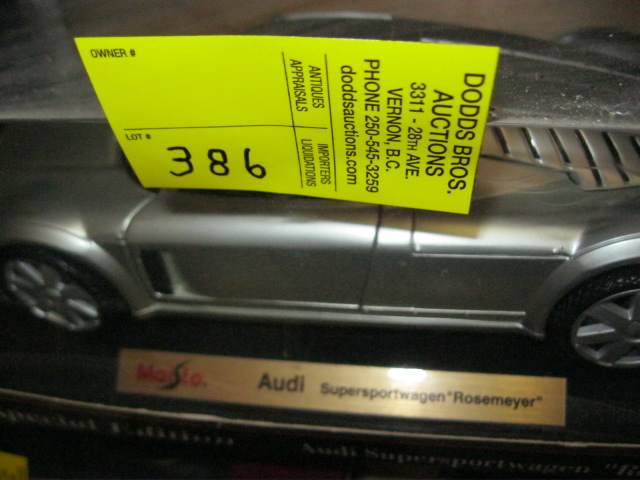 OWNER #
LOT #
386
ANTIQUES
APPRAISALS
IMPORTERS
LIQUIDATIONS
DODDS BROS.
AUCTIONS
3311 - 28TH AVE.
VERNON, B.C.
PHONE 250-545-3259
doddsauctions.com
Maisto.
Audi Supersportwagen "Rosemeyer"
Special Edition
Audi Supersportwagen